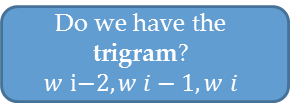 Do we have the
trigram?
w i−2,w i − 1,w i